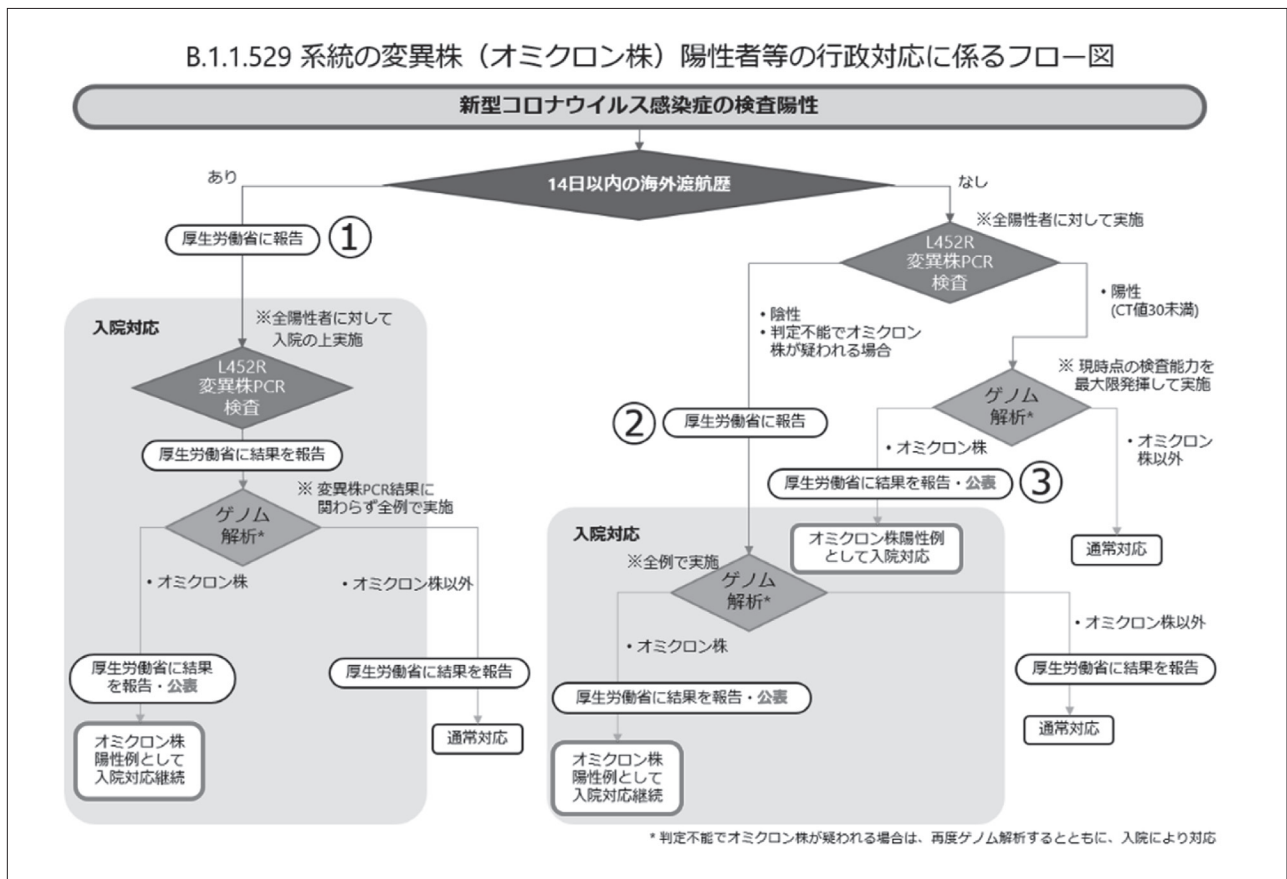 B.1.1.529 系統の変異株（オミクロン株）陽性者等の行政対応に係るフロー図
新型コロナウイルス感染症の検査陽性
14日以内の海外渡航歴
あり
なし
厚生労働省に報告
①
入院対応
※全陽性者に対して
入院の上実施
L452R
変異株PCR
検査
厚生労働省に結果を報告
※ 変異株PCR結果に
関わらず全例で実施
ゲノム
解析*
・オミクロン株
・オミクロン株以外
厚生労働省に結果
を報告・公表
厚生労働省に結果を報告
オミクロン株
陽性例として
入院対応継続
通常対応
※全陽性者に対して実施
L452R
変異株PCR
検査
・陰性
・判定不能でオミクロン
株が疑われる場合
・陽性
(CT値30未満)
②
厚生労働省に報告
※ 現時点の検査能力を
最大限発揮して実施
ゲノム
解析*
・オミクロン株
・オミクロン
株以外
厚生労働省に結果を報告・公表
③
オミクロン株陽性例
として入院対応
通常対応
入院対応
※全例で実施
ゲノム
解析*
・オミクロン株
・オミクロン株以外
厚生労働省に結果を報告・公表
厚生労働省に結果を報告
オミクロン株
陽性例として
入院対応継続
通常対応
* 判定不能でオミクロン株が疑われる場合は、再度ゲノム解析するとともに、入院により対応